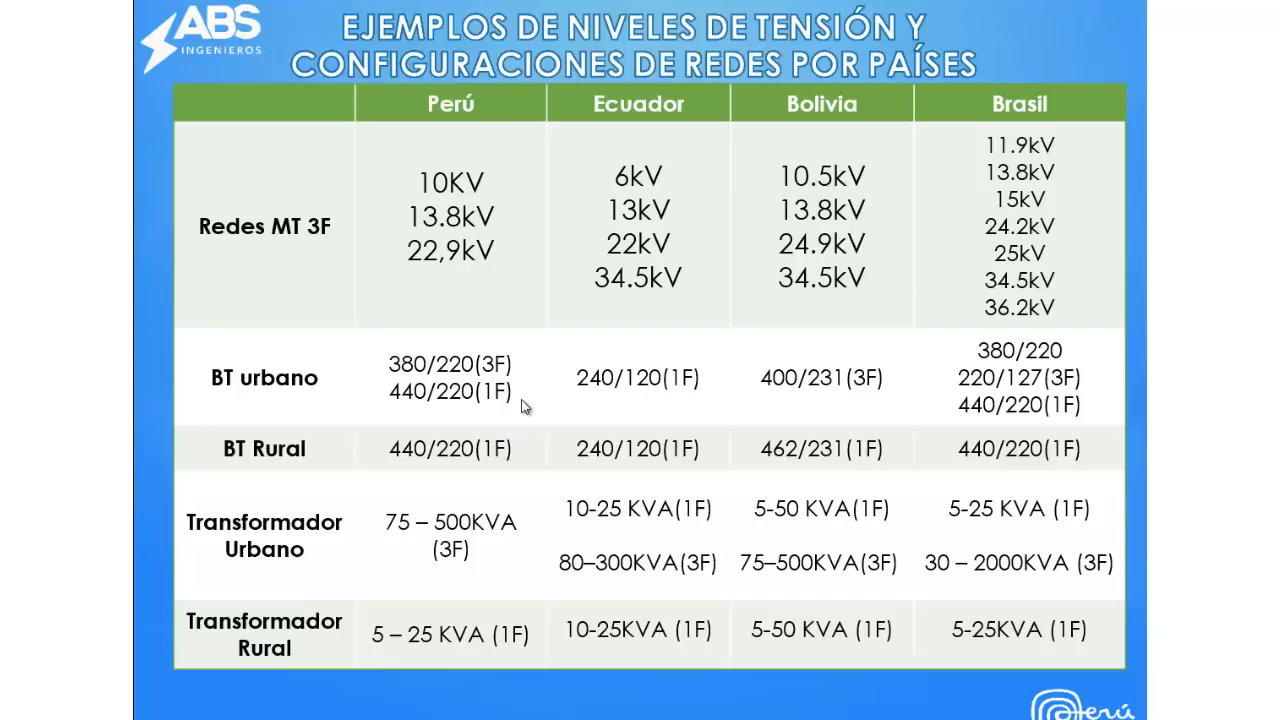 ABS
INGENIEROS
EJEMPLOS DE NIVELES DE TENSIÓN Y
CONFIGURACIONES DE REDES POR PAÍSES
Perú Ecuador Bolivia Brasil
Redes MT 3F
10KV
13.8kV
22,9kV
6kV
13kV
22kV
34.5kV
10.5kV
13.8kV
24.9kV
34.5kV
11.9kV
13.8kV
15kV
24.2kV
25kV
34.5kV
36.2kV
BT urbano
380/220(3F)
440/220(1F)
240/120(1F)
400/231(3F)
380/220
220/127(3F)
440/220(1F)
BT Rural 440/220(1F) 240/120(1F) 462/231(1F) 440/220(1F)
Transformador
Urbano
75 – 500KVA
(3F)
10-25 KVA(1F)
80–300KVA(3F)
5-50 KVA(1F)
75–500KVA(3F)
5-25 KVA (1F)
30 – 2000KVA (3F)
Transformador
Rural
5 – 25 KVA (1F)
10-25KVA (1F)
5-50 KVA (1F)
5-25KVA (1F)
Perú